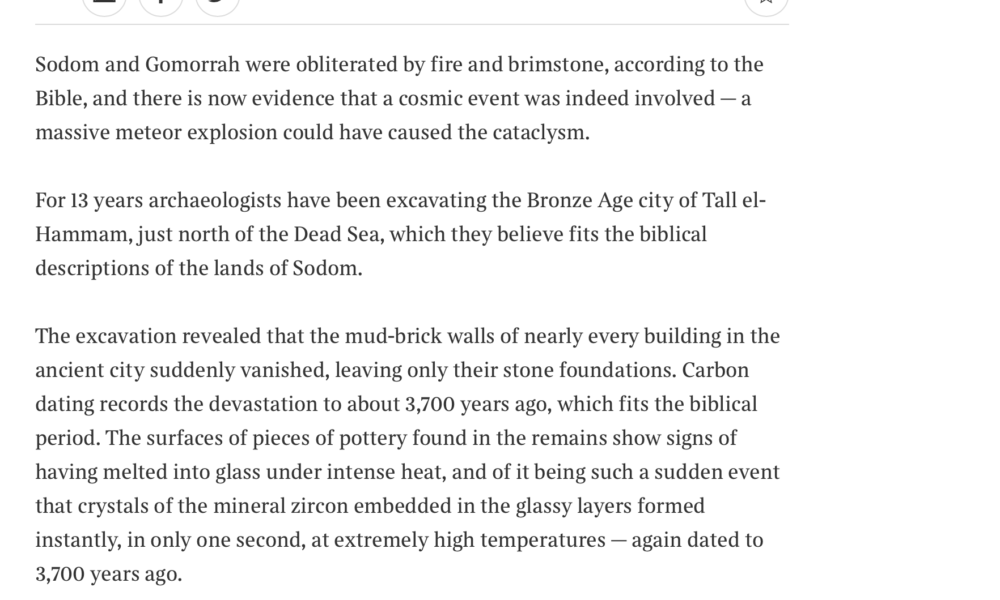 Sodom and Gomorrah were obliterated by fire and brimstone, according to the
Bible, and there is now evidence that a cosmic event was indeed involved — a
massive meteor explosion could have caused the cataclysm.
For 13 years archaeologists have been excavating the Bronze Age city of Tall el-
Hammam, just north of the Dead Sea, which they believe fits the biblical
descriptions of the lands of Sodom.
The excavation revealed that the mud-brick walls of nearly every building in the
ancient city suddenly vanished, leaving only their stone foundations. Carbon
dating records the devastation to about 3,700 years ago, which fits the biblical
period. The surfaces of pieces of pottery found in the remains show signs of
having melted into glass under intense heat, and of it being such a sudden event
that crystals of the mineral zircon embedded in the glassy layers formed
instantly, in only one second, at extremely high temperatures — again dated to
3,700 years ago.